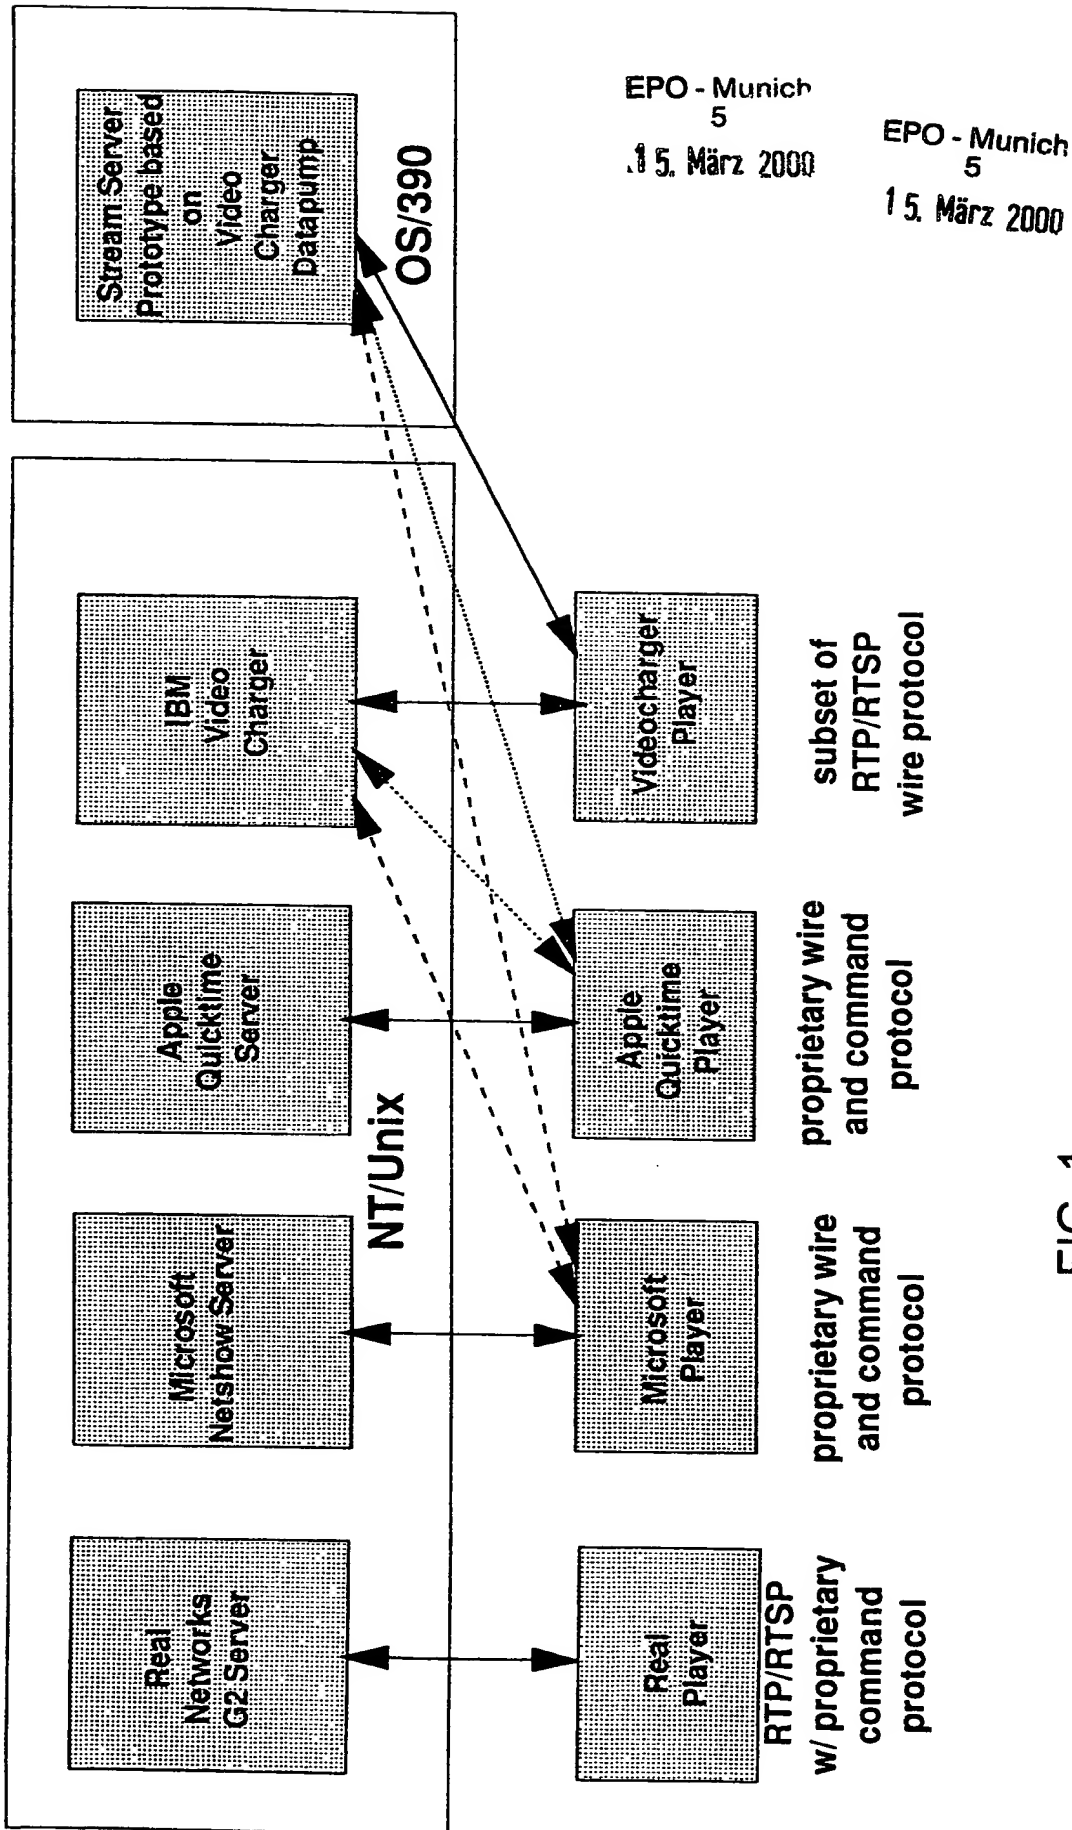 Real
Networks
G2 Server
Microsoft
Netshow Server
Apple
Quicktime
Server
IBM
Video
Charger
Stream Server
Prototype based
on
Video
Charger
Datapump
NT/Unix
OS/390
Real
Player
Microsoft
Player
Apple
Quicktime
Player
Videocharger
Player
RTP/RTSP
w/ proprietary
command
protocol
proprietary wire
and command
protocol
proprietary wire
and command
protocol
subset of
RTP/RTSP
wire protocol
EPO - Munich
5
15. März 2000
EPO - Munich
5
15. März 2000
FIG. 1